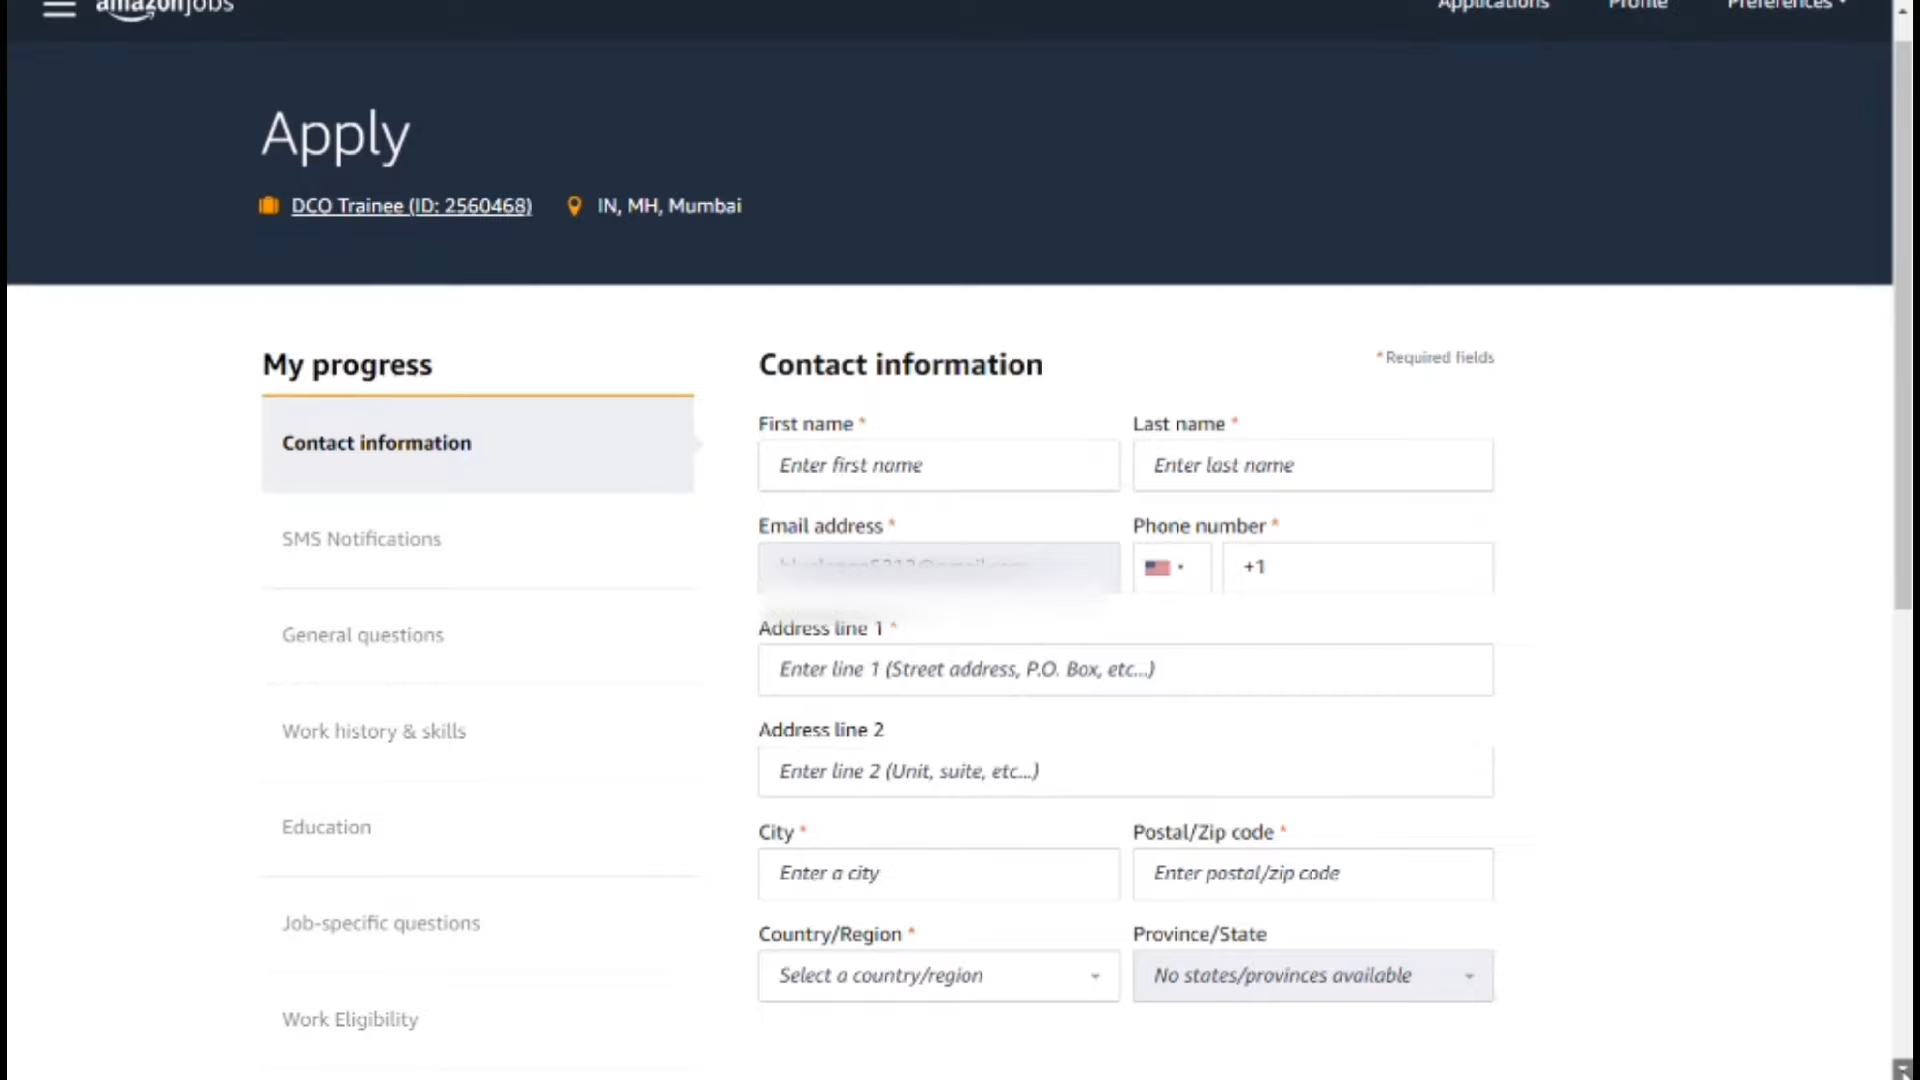 amazon jobs
Applications Profile Preferences
Apply
DCO Trainee (ID: 2560468) IN, MH, Mumbai
My progress
Contact information
SMS Notifications
General questions
Work history & skills
Education
Job-specific questions
Work Eligibility
Contact information
* Required fields
First name * Last name *
Enter first name Enter last name
Email address * Phone number *
+1
Address line 1 *
Enter line 1 (Street address, P.O. Box, etc...)
Address line 2
Enter line 2 (Unit, suite, etc...)
City * Postal/Zip code *
Enter a city Enter postal/zip code
Country/Region * Province/State
Select a country/region No states/provinces available